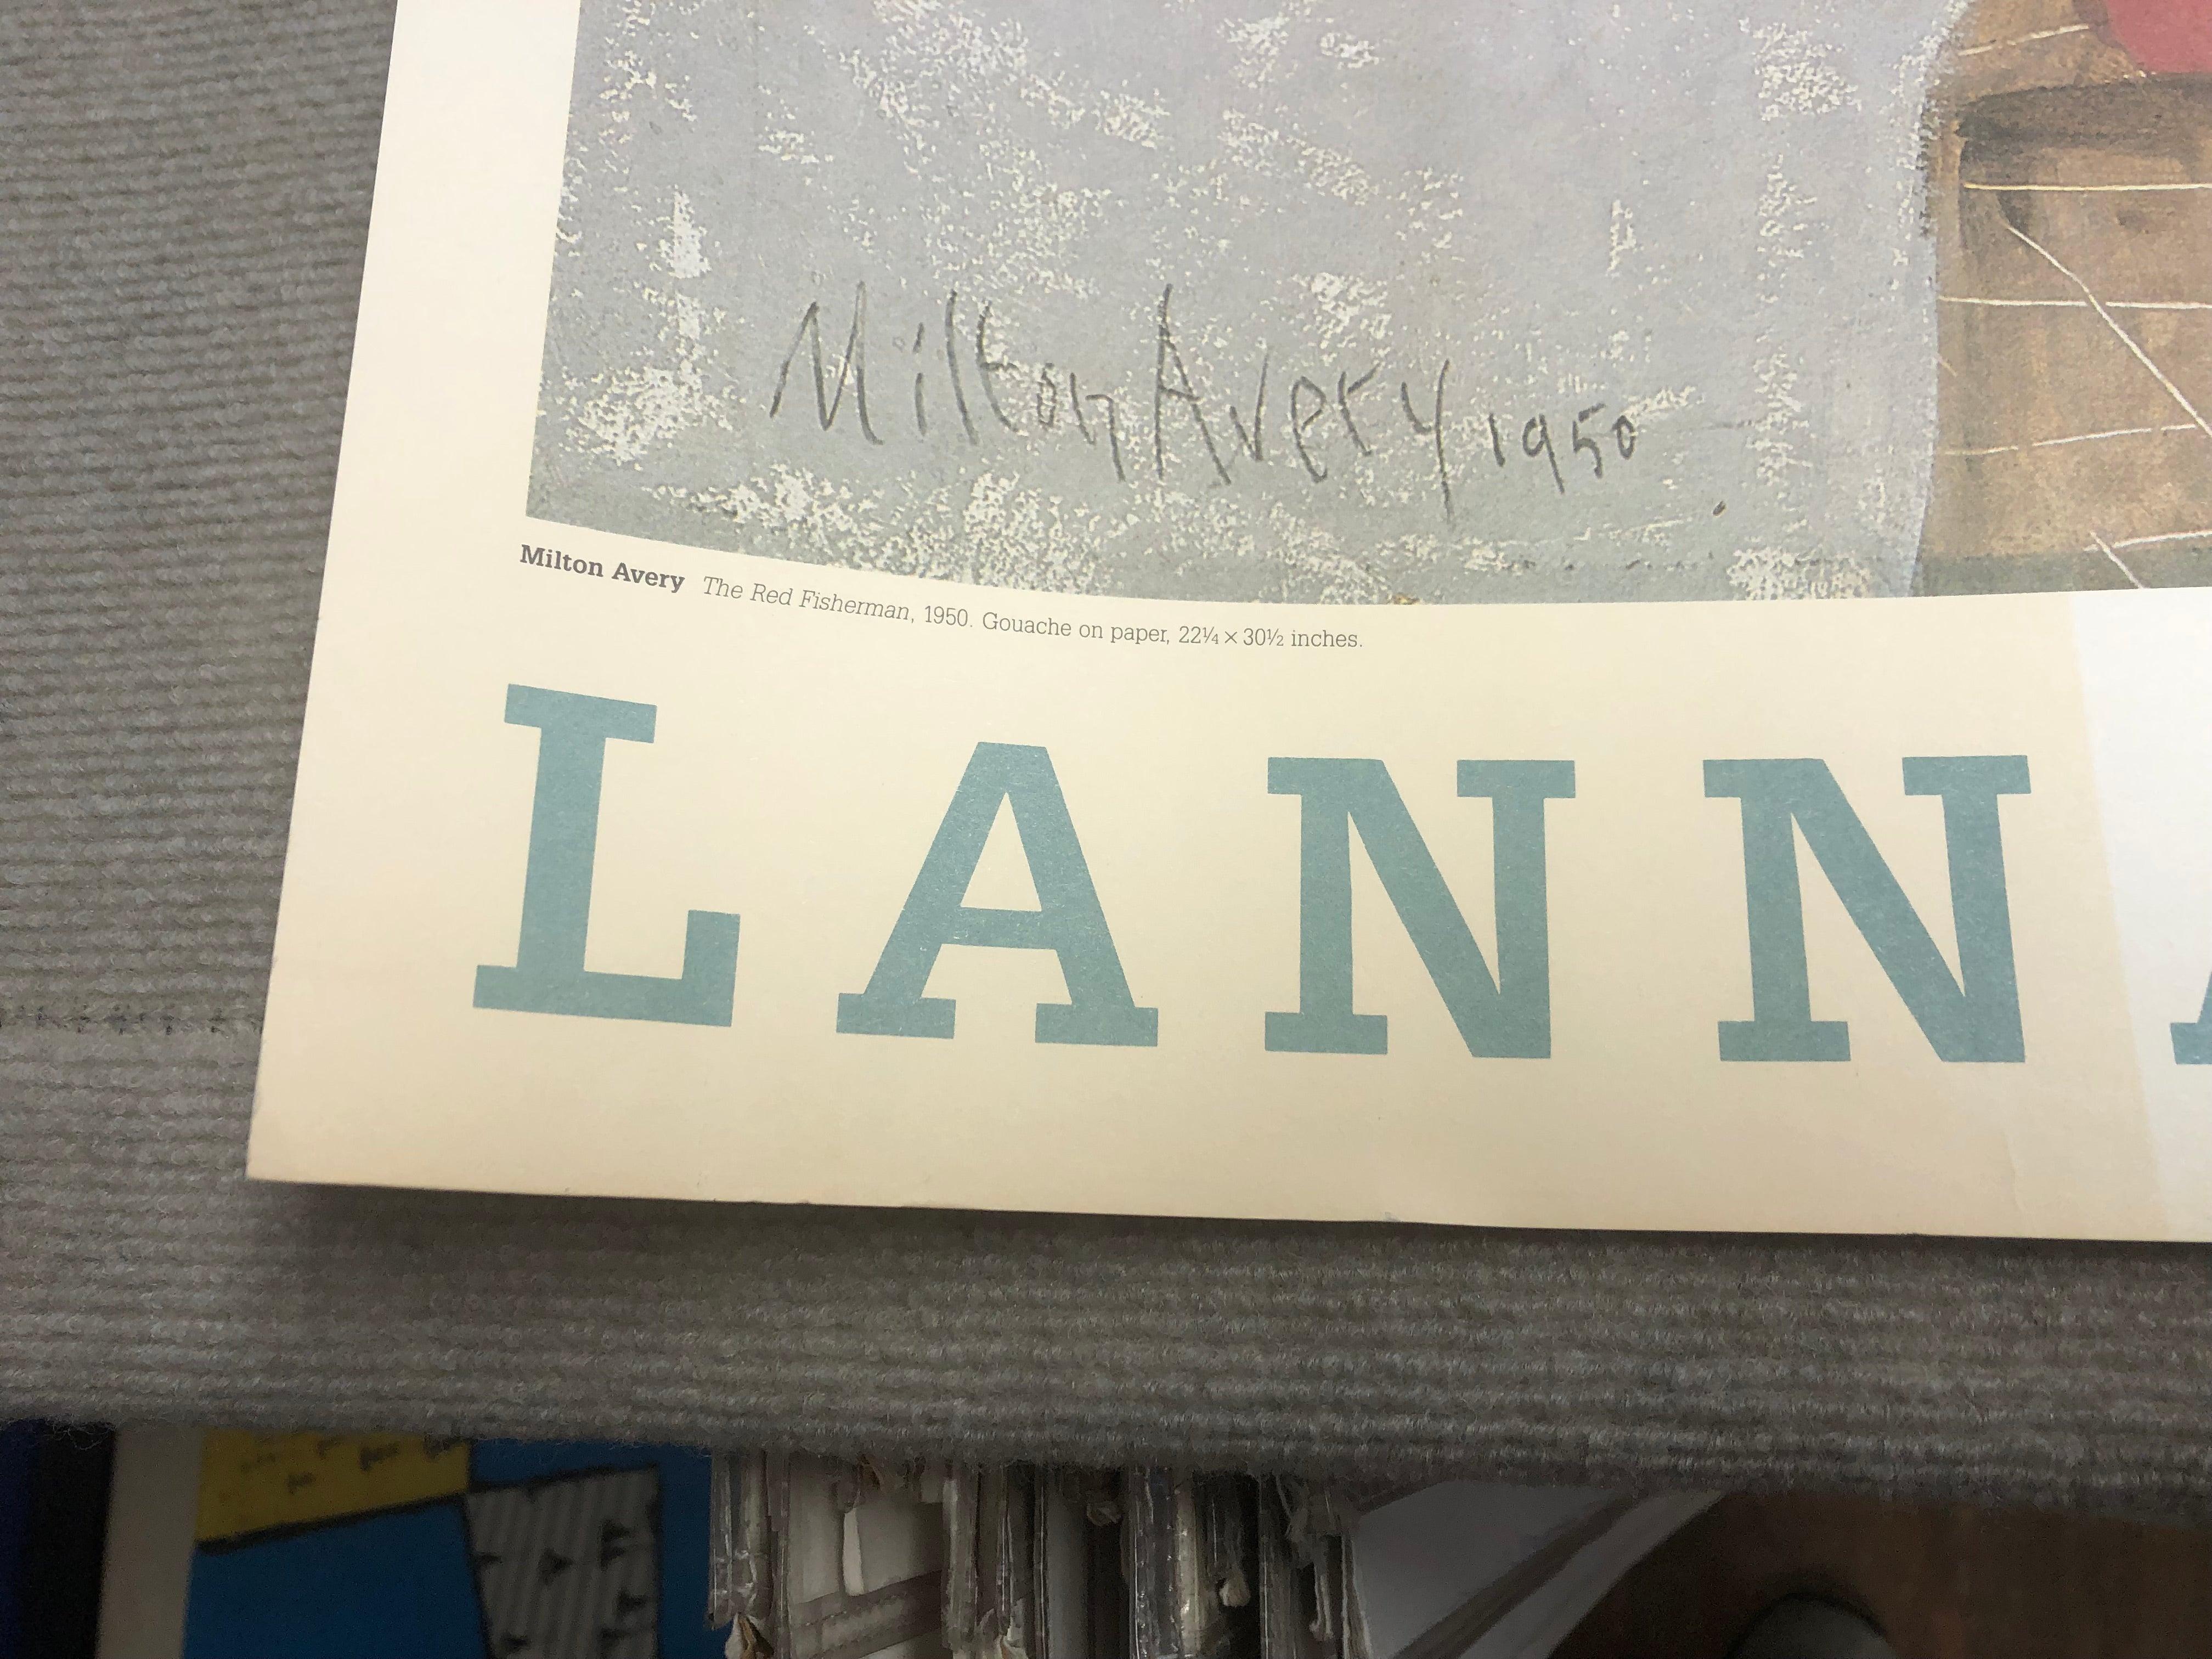 Milton Avery 1950
Milton Avery The Red Fisherman, 1950. Gouache on paper, 22¼ × 30½ inches.
LANN